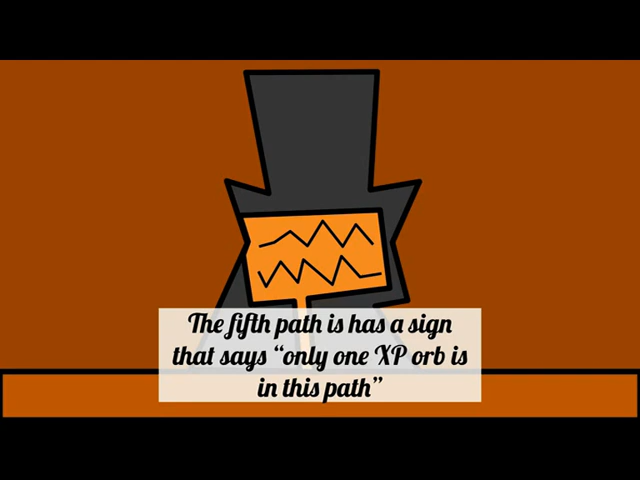 The fifth path is has a sign
that says “only one XP orb is
in this path”